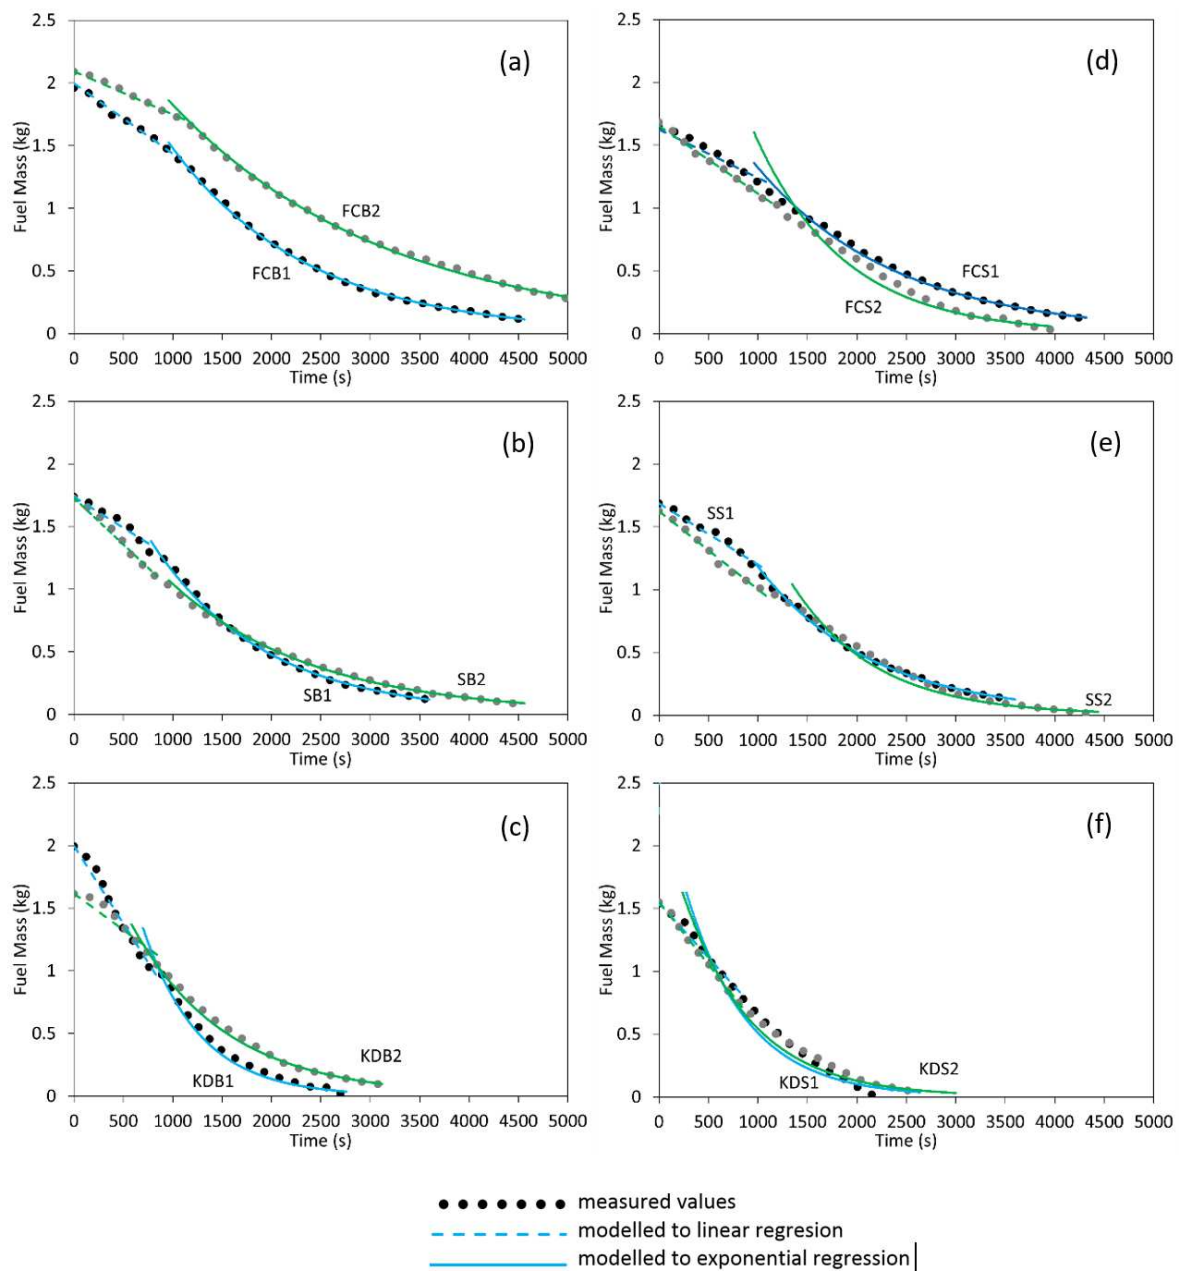 2.5
2
1.5
1
0.5
0
Fuel Mass (kg)
(a)
FCB2
FCB1
0 500 1000 1500 2000 2500 3000 3500 4000 4500 5000
Time (s)
2.5
2
1.5
1
0.5
0
Fuel Mass (kg)
(d)
FCS1
FCS2
0 500 1000 1500 2000 2500 3000 3500 4000 4500 5000
Time (s)
2.5
2
1.5
1
0.5
0
Fuel Mass (kg)
(b)
SB2
SB1
0 500 1000 1500 2000 2500 3000 3500 4000 4500 5000
Time (s)
2.5
2
1.5
1
0.5
0
Fuel Mass (kg)
(e)
SS1
SS2
0 500 1000 1500 2000 2500 3000 3500 4000 4500 5000
Time (s)
2.5
2
1.5
1
0.5
0
Fuel Mass (kg)
(c)
KDB2
KDB1
0 500 1000 1500 2000 2500 3000 3500 4000 4500 5000
Time (s)
2.5
2
1.5
1
0.5
0
Fuel Mass (kg)
(f)
KDS2
KDS1
0 500 1000 1500 2000 2500 3000 3500 4000 4500 5000
Time (s)
measured values
modelled to linear regresion
modelled to exponential regression